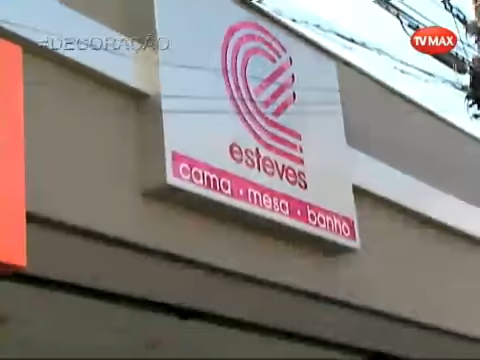 #DECORAÇÃO
TV MAX
esteves
cama · mesa · banho